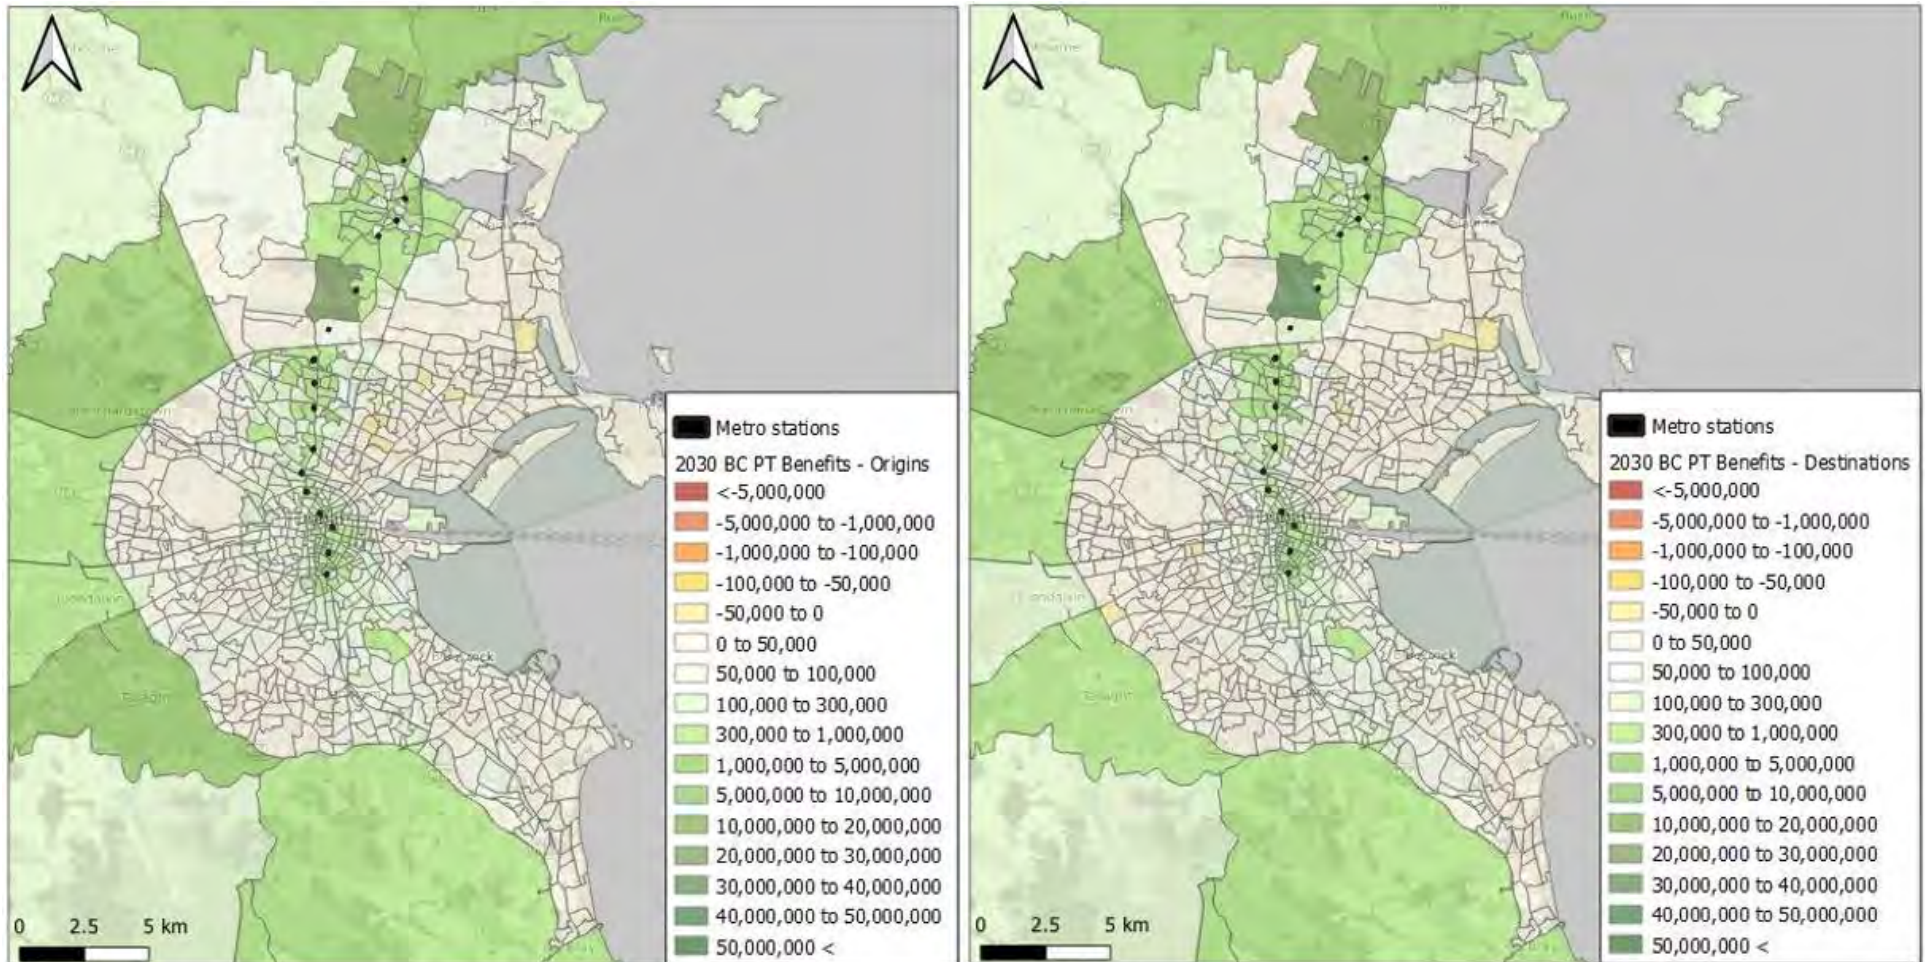 Metro stations
2030 BC PT Benefits - Origins
<-5,000,000
-5,000,000 to -1,000,000
-1,000,000 to -100,000
-100,000 to -50,000
-50,000 to 0
0 to 50,000
50,000 to 100,000
100,000 to 300,000
300,000 to 1,000,000
1,000,000 to 5,000,000
5,000,000 to 10,000,000
10,000,000 to 20,000,000
20,000,000 to 30,000,000
30,000,000 to 40,000,000
40,000,000 to 50,000,000
50,000,000 <
0 2.5 5 km
Metro stations
2030 BC PT Benefits - Destinations
<-5,000,000
-5,000,000 to -1,000,000
-1,000,000 to -100,000
-100,000 to -50,000
-50,000 to 0
0 to 50,000
50,000 to 100,000
100,000 to 300,000
300,000 to 1,000,000
1,000,000 to 5,000,000
5,000,000 to 10,000,000
10,000,000 to 20,000,000
20,000,000 to 30,000,000
30,000,000 to 40,000,000
40,000,000 to 50,000,000
50,000,000 <
0 2.5 5 km